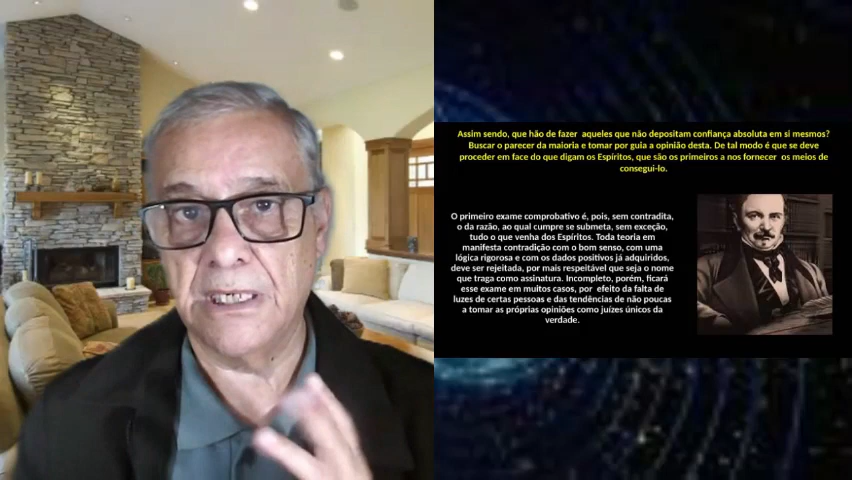 Assim sendo, que hão de fazer aqueles que não depositam confiança absoluta em si mesmos?
Buscar o parecer da maioria e tomar por guia a opinião desta. De tal modo é que se deve
proceder em face do que digam os Espíritos, que são os primeiros a nos fornecer os meios de
consegui-lo.
O primeiro exame comprobativo é, pois, sem contradita,
o da razão, ao qual cumpre se submeta, sem exceção,
tudo o que venha dos Espíritos. Toda teoria em
manifesta contradição com o bom senso, com uma
lógica rigorosa e com os dados positivos já adquiridos,
deve ser rejeitada, por mais respeitável que seja o nome
que traga como assinatura. Incompleto, porém, ficará
esse exame em muitos casos, por efeito da falta de
luzes de certas pessoas e das tendências de não poucas
a tomar as próprias opiniões como juízes únicos da
verdade.